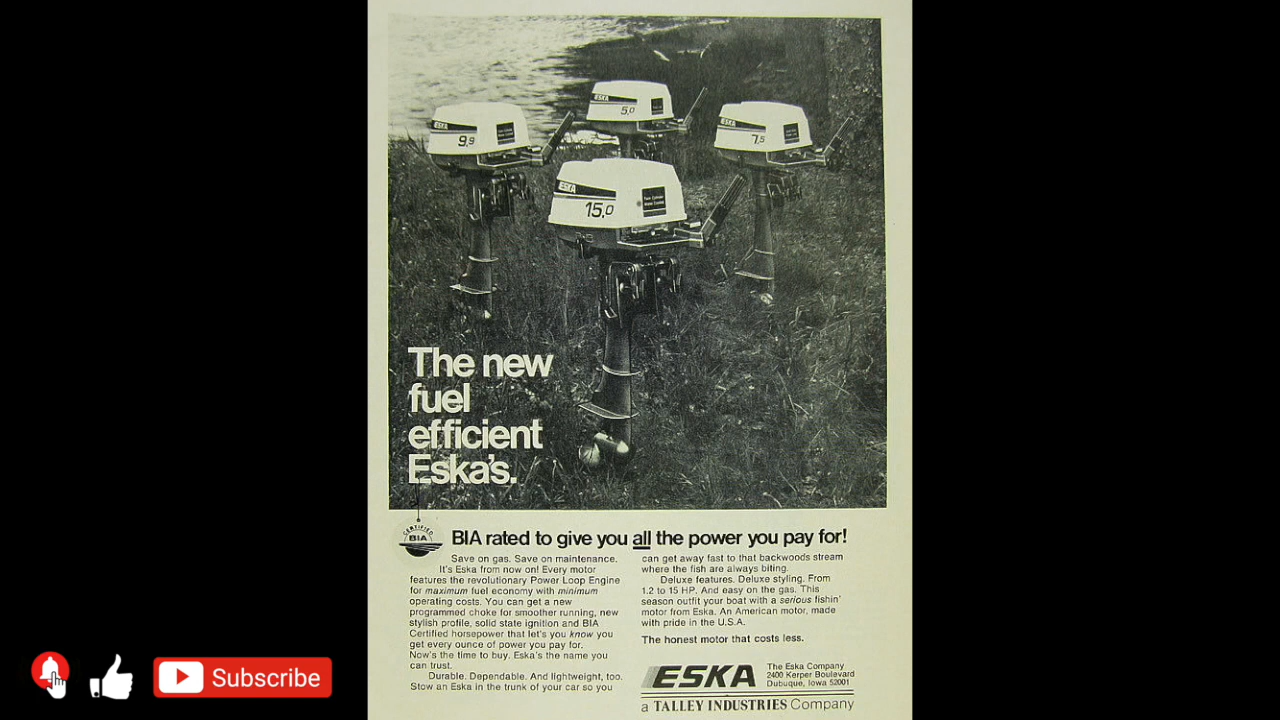 ESKA
5.0
ESKA
9.9
ESKA
7.5
ESKA
15.0
Twin Cylinder
Water Cooled
The new
fuel
efficient
Eska's.
CERTIFIED
BIA
BIA rated to give you all the power you pay for!
Save on gas. Save on maintenance.
It's Eska from now on! Every motor
features the revolutionary Power Loop Engine
for maximum fuel economy with minimum
operating costs. You can get a new
programmed choke for smoother running, new
stylish profile, solid state ignition and BIA
Certified horsepower that let's you know you
get every ounce of power you pay for.
Now's the time to buy. Eska's the name you
can trust.
Durable. Dependable. And lightweight, too.
Stow an Eska in the trunk of your car so you
can get away fast to that backwoods stream
where the fish are always biting.
Deluxe features. Deluxe styling. From
1.2 to 15 HP. And easy on the gas. This
season outfit your boat with a serious fishin'
motor from Eska. An American motor, made
with pride in the U.S.A.
The honest motor that costs less.
ESKA
The Eska Company
2400 Kerper Boulevard
Dubuque, Iowa 52001
a TALLEY INDUSTRIES Company
Subscribe